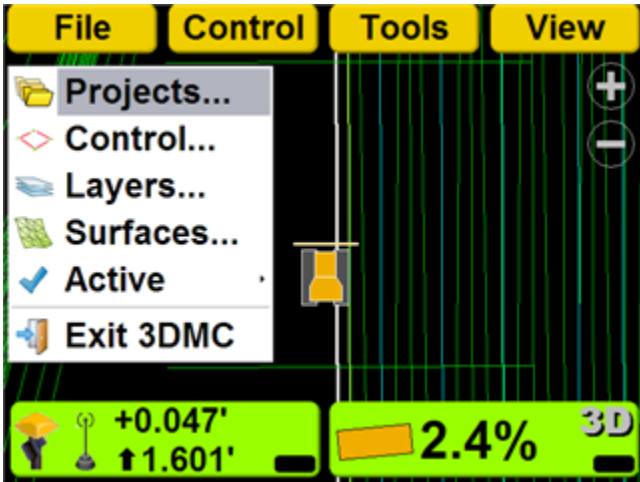 File Control Tools View
Projects...
Control...
Layers...
Surfaces...
Active
Exit 3DMC
+0.047'
1.601'
2.4%
3D